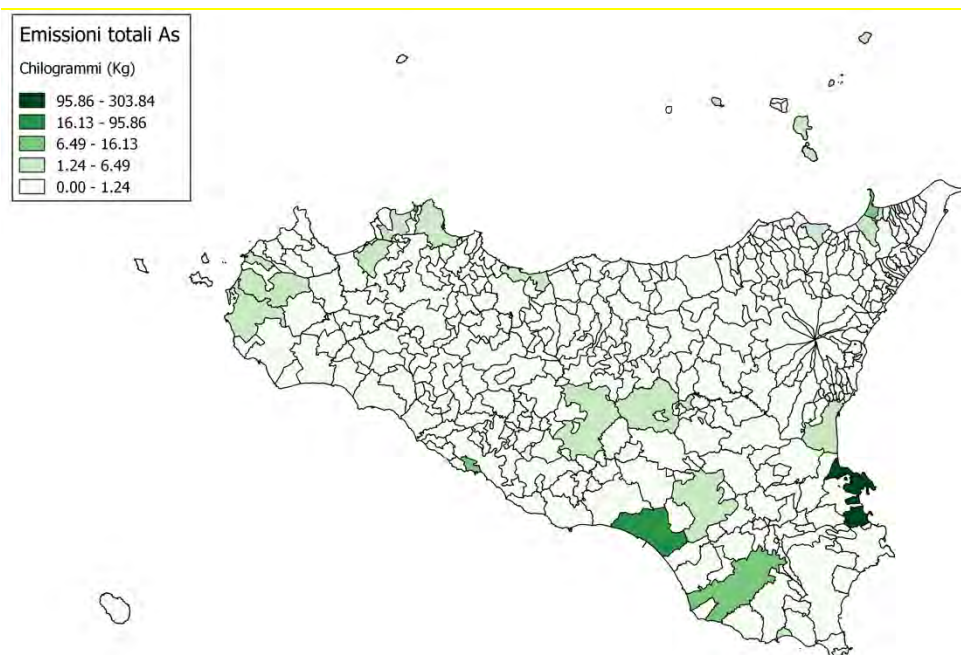 Emissioni totali As
Chilogrammi (Kg)
95.86 - 303.84
16.13 - 95.86
6.49 - 16.13
1.24 - 6.49
0.00 - 1.24